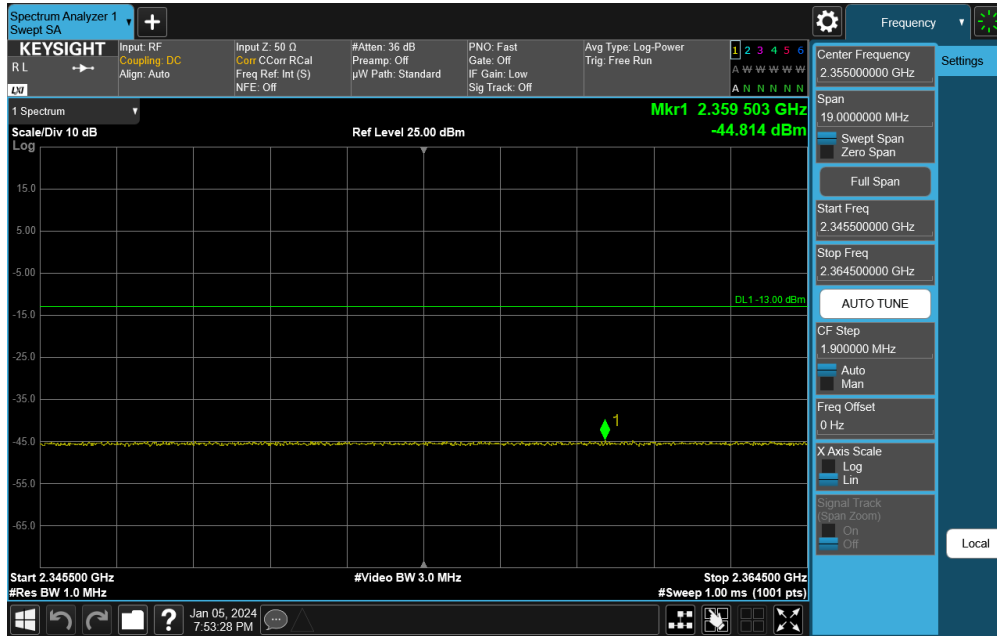 Spectrum Analyzer 1
Swept SA
+
Frequency
KEYSIGHT
R L
LXI
Input: RF
Coupling: DC
Align: Auto
Input Z: 50 Ω
Corr CCorr RCal
Freq Ref: Int (S)
NFE: Off
#Atten: 36 dB
Preamp: Off
µW Path: Standard
PNO: Fast
Gate: Off
IF Gain: Low
Sig Track: Off
Avg Type: Log-Power
Trig: Free Run
1 2 3 4 5 6
A W W W W W
A N N N N N
1 Spectrum
Scale/Div 10 dB
Log
Ref Level 25.00 dBm
Mkr1 2.359 503 GHz
-44.814 dBm
15.0
5.00
-5.00
-15.0
-25.0
-35.0
-45.0
-55.0
-65.0
DL1 -13.00 dBm
1
Start 2.345500 GHz
#Res BW 1.0 MHz
#Video BW 3.0 MHz
Stop 2.364500 GHz
#Sweep 1.00 ms (1001 pts)
Center Frequency
2.355000000 GHz
Span
19.0000000 MHz
Swept Span
Zero Span
Full Span
Start Freq
2.345500000 GHz
Stop Freq
2.364500000 GHz
AUTO TUNE
CF Step
1.900000 MHz
Auto
Man
Freq Offset
0 Hz
X Axis Scale
Log
Lin
Signal Track
(Span Zoom)
On
Off
Settings
Local
?
Jan 05, 2024
7:53:28 PM